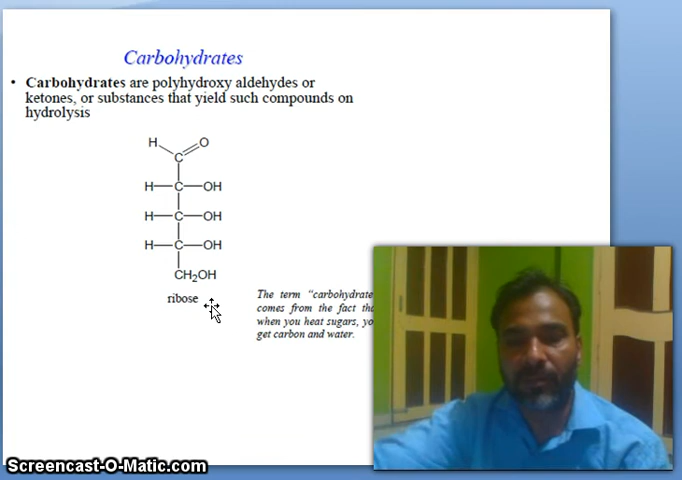 Carbohydrates
• Carbohydrates are polyhydroxy aldehydes or
ketones, or substances that yield such compounds on
hydrolysis
H O
C
H C OH
H C OH
H C OH
CH2OH
ribose
The term "carbohydrate
comes from the fact tha
when you heat sugars, yo
get carbon and water.
Screencast-O-Matic.com